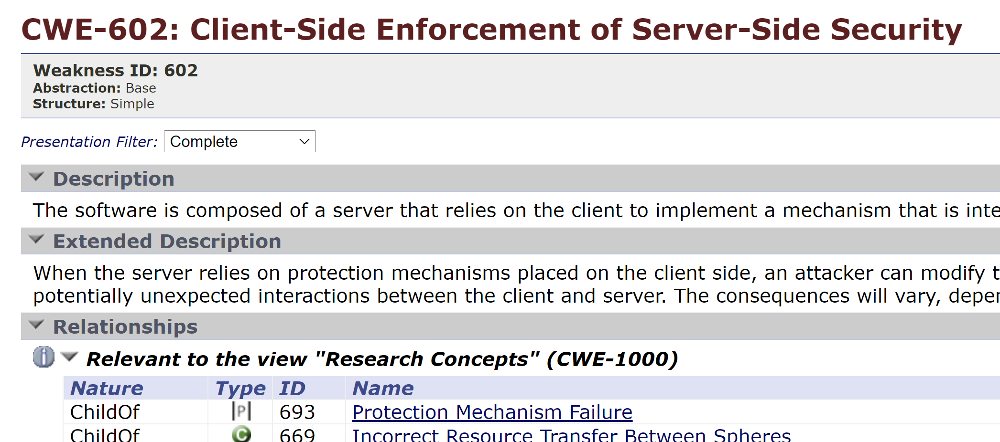 CWE-602: Client-Side Enforcement of Server-Side Security
Weakness ID: 602
Abstraction: Base
Structure: Simple
Presentation Filter: Complete
Description
The software is composed of a server that relies on the client to implement a mechanism that is inte
Extended Description
When the server relies on protection mechanisms placed on the client side, an attacker can modify t
potentially unexpected interactions between the client and server. The consequences will vary, depen
Relationships
Relevant to the view "Research Concepts" (CWE-1000)
Nature Type ID Name
ChildOf P 693 Protection Mechanism Failure
ChildOf C 669 Incorrect Resource Transfer Between Spheres